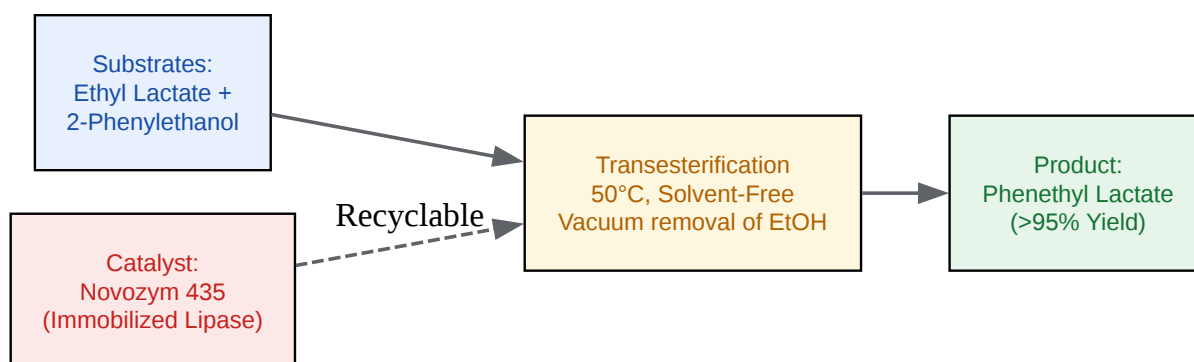 Substrates:
Ethyl Lactate +
2-Phenylethanol
Catalyst:
Novozym 435
(Immobilized Lipase)
Recyclable
Transesterification
50°C, Solvent-Free
Vacuum removal of EtOH
Product:
Phenethyl Lactate
(>95% Yield)